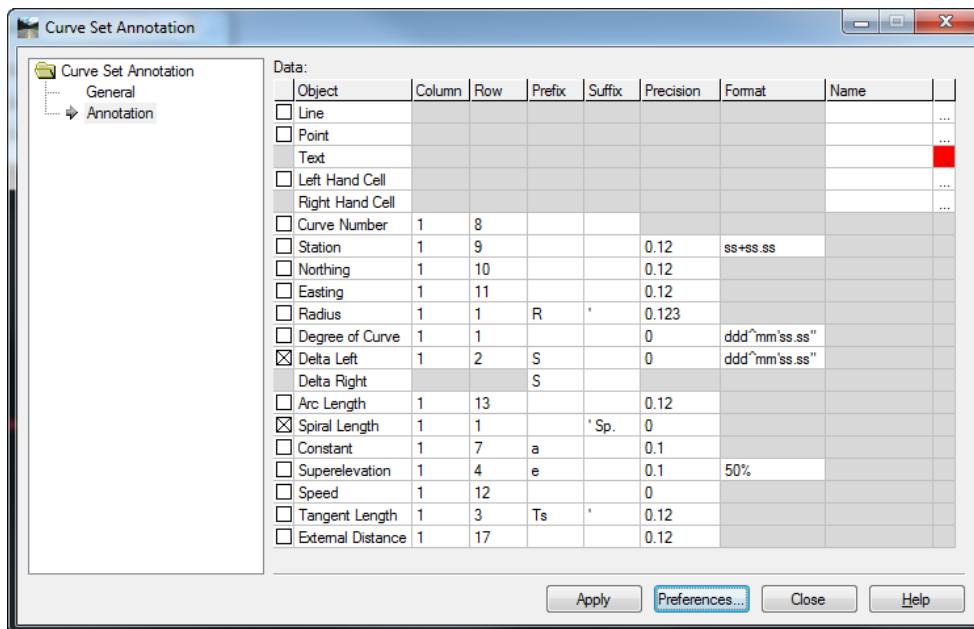 Curve Set Annotation
Curve Set Annotation
General
Annotation
Data:
Object Column Row Prefix Suffix Precision Format Name
Line ...
Point ...
Text ...
Left Hand Cell ...
Right Hand Cell ...
Curve Number 1 8
Station 1 9 0.12 ss+ss.ss
Northing 1 10 0.12
Easting 1 11 0.12
Radius 1 1 R ' 0.123
Degree of Curve 1 1 0 ddd^mm'ss.ss"
Delta Left 1 2 S 0 ddd^mm'ss.ss"
Delta Right S
Arc Length 1 13 0.12
Spiral Length 1 1 ' Sp. 0
Constant 1 7 a 0.1
Superelevation 1 4 e 0.1 50%
Speed 1 12 0
Tangent Length 1 3 Ts ' 0.12
External Distance 1 17 0.12
Apply Preferences... Close Help